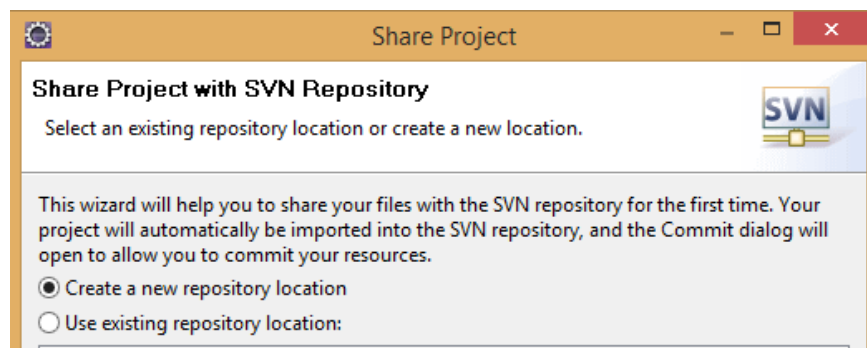 Share Project
Share Project with SVN Repository
Select an existing repository location or create a new location.
SVN
This wizard will help you to share your files with the SVN repository for the first time. Your
project will automatically be imported into the SVN repository, and the Commit dialog will
open to allow you to commit your resources.
Create a new repository location
Use existing repository location: